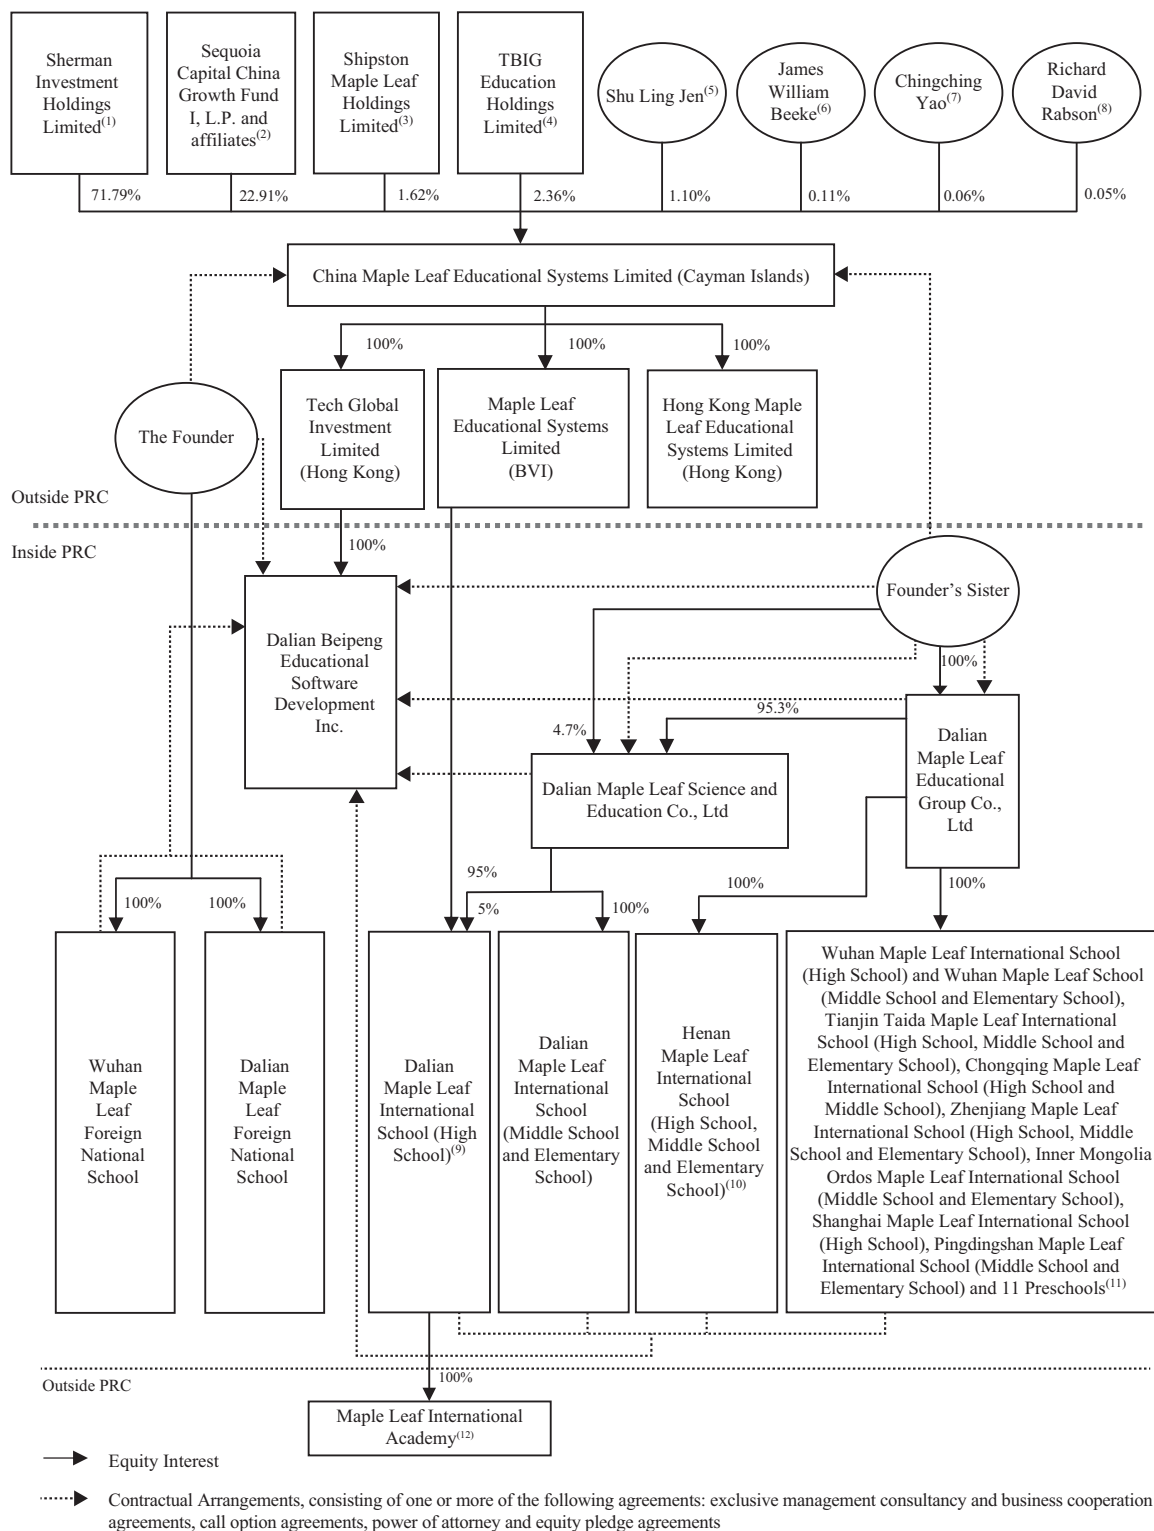 Sherman
Investment
Holdings
Limited(1)
Sequoia
Capital China
Growth Fund
I, L.P. and
affiliates(2)
Shipston
Maple Leaf
Holdings
Limited(3)
TBIG
Education
Holdings
Limited(4)
Shu Ling Jen(5)
James
William
Beeke(6)
Chingching
Yao(7)
Richard
David
Rabson(8)
71.79%
22.91%
1.62%
2.36%
1.10%
0.11%
0.06%
0.05%
China Maple Leaf Educational Systems Limited (Cayman Islands)
100%
100%
100%
The Founder
Tech Global
Investment
Limited
(Hong Kong)
Maple Leaf
Educational Systems
Limited
(BVI)
Hong Kong Maple
Leaf Educational
Systems Limited
(Hong Kong)
Outside PRC
Inside PRC
100%
Founder's Sister
Dalian Beipeng
Educational
Software
Development
Inc.
100%
95.3%
4.7%
Dalian Maple Leaf Science and
Education Co., Ltd
Dalian
Maple Leaf
Educational
Group Co.,
Ltd
100%
100%
95%
5%
100%
100%
100%
Wuhan
Maple
Leaf
Foreign
National
School
Dalian
Maple
Leaf
Foreign
National
School
Dalian
Maple Leaf
International
School (High
School)(9)
Dalian
Maple Leaf
International
School
(Middle School
and Elementary
School)
Henan
Maple Leaf
International
School
(High School,
Middle School
and Elementary
School)(10)
Wuhan Maple Leaf International School
(High School) and Wuhan Maple Leaf School
(Middle School and Elementary School),
Tianjin Taida Maple Leaf International
School (High School, Middle School and
Elementary School), Chongqing Maple Leaf
International School (High School and
Middle School), Zhenjiang Maple Leaf
International School (High School, Middle
School and Elementary School), Inner Mongolia
Ordos Maple Leaf International School
(Middle School and Elementary School),
Shanghai Maple Leaf International School
(High School), Pingdingshan Maple Leaf
International School (Middle School and
Elementary School) and 11 Preschools(11)
Outside PRC
100%
Maple Leaf International
Academy(12)
Equity Interest
Contractual Arrangements, consisting of one or more of the following agreements: exclusive management consultancy and business cooperation
agreements, call option agreements, power of attorney and equity pledge agreements